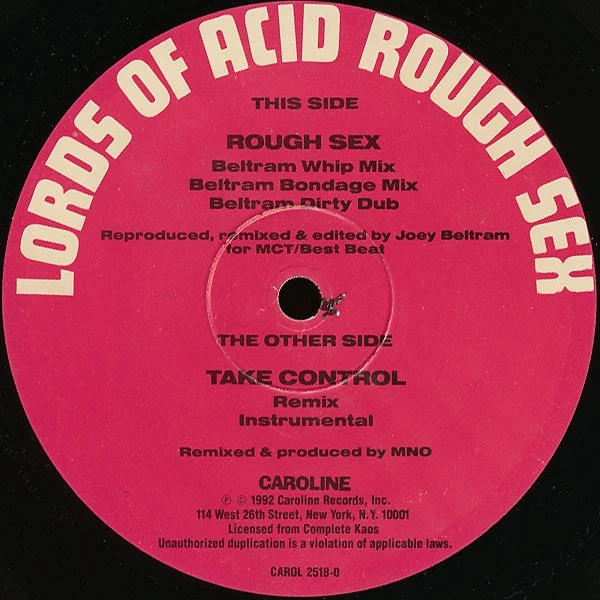 LORDS OF ACID ROUGH SEX
THIS SIDE
ROUGH SEX
Beltram Whip Mix
Beltram Bondage Mix
Beltram Dirty Dub
Reproduced, remixed & edited by Joey Beltram
for MCT/Best Beat
THE OTHER SIDE
TAKE CONTROL
Remix
Instrumental
Remixed & produced by MNO
CAROLINE
℗ © 1992 Caroline Records, Inc.
114 West 26th Street, New York, N.Y. 10001
Licensed from Complete Kaos
Unauthorized duplication is a violation of applicable laws.
CAROL 2518-0